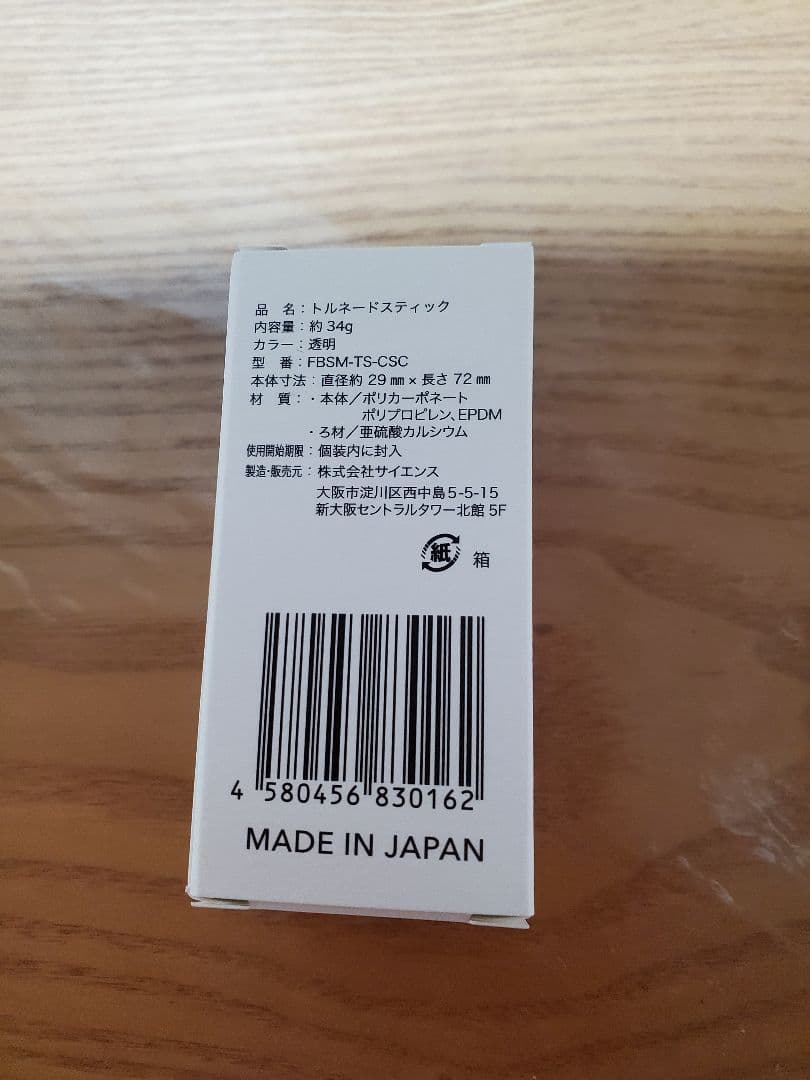 品　名：トルネードスティック
内容量：約 34g
カラー：透明
型　番：FBSM-TS-CSC
本体寸法：直径約 29 ㎜ × 長さ 72 ㎜
材　質：・本体／ポリカーポネート
ポリプロピレン、EPDM
・ろ材／亜硫酸カルシウム
使用開始期限：個装内に封入
製造・販売元：株式会社サイエンス
大阪市淀川区西中島5-5-15
新大阪セントラルタワー北館 5F
紙 箱
4 580456 830162
MADE IN JAPAN